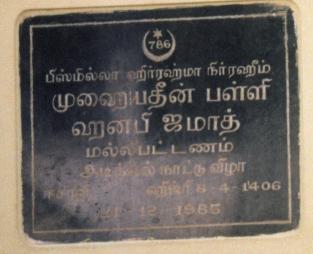 786
பிஸ்மில்லா ஹிர்ரஹ்மா நிர்ரஹீம்
முஹையதீன் பள்ளி
ஹனபி ஜமாத்
மல்லிபட்டணம்
அடிக்கல் நாட்டு விழா
ஹிஜ்ரி 8-4-1406
21-12-1985